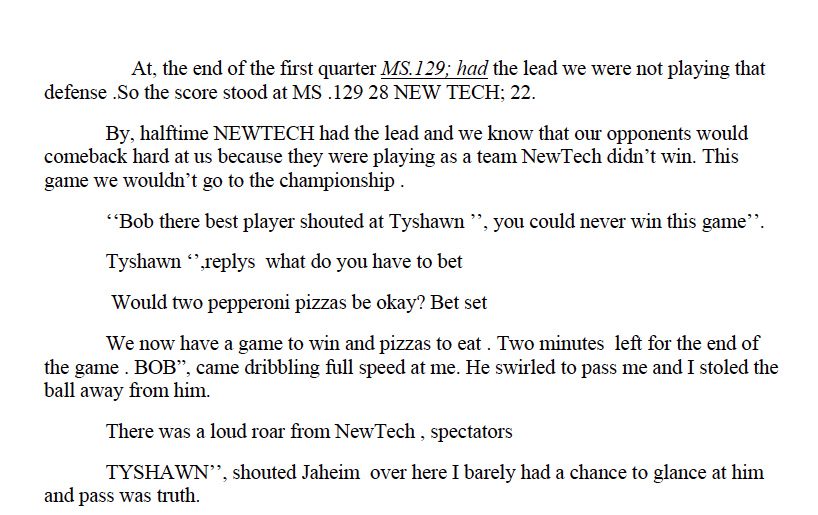 At, the end of the first quarter MS.129; had the lead we were not playing that
defense .So the score stood at MS .129 28 NEW TECH; 22.
By, halftime NEWTECH had the lead and we know that our opponents would
comeback hard at us because they were playing as a team NewTech didn’t win. This
game we wouldn’t go to the championship .
‘‘Bob there best player shouted at Tyshawn ’’, you could never win this game’’.
Tyshawn ‘’,replys  what do you have to bet
Would two pepperoni pizzas be okay? Bet set
We now have a game to win and pizzas to eat . Two minutes  left for the end of
the game . BOB”, came dribbling full speed at me. He swirled to pass me and I stoled the
ball away from him.
There was a loud roar from NewTech , spectators
TYSHAWN’’, shouted Jaheim  over here I barely had a chance to glance at him
and pass was truth.